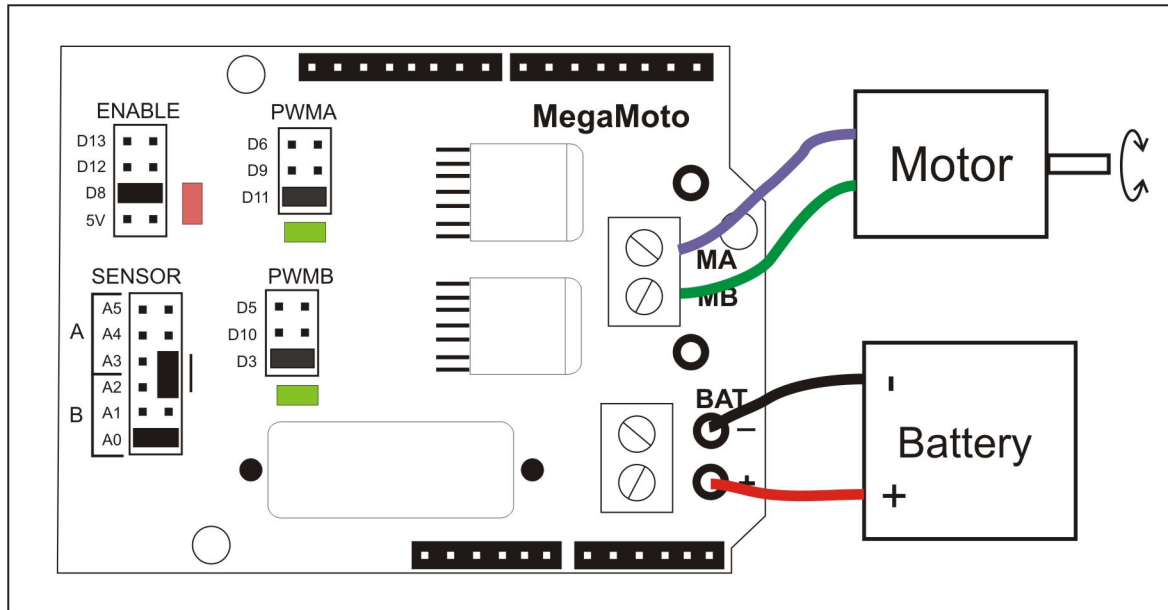 ENABLE
D13
D12
D8
5V
PWMA
D6
D9
D11
MegaMoto
SENSOR
A
A5
A4
A3
B
A2
A1
A0
PWMB
D5
D10
D3
MA
MB
BAT
–
+
Motor
-
Battery
+